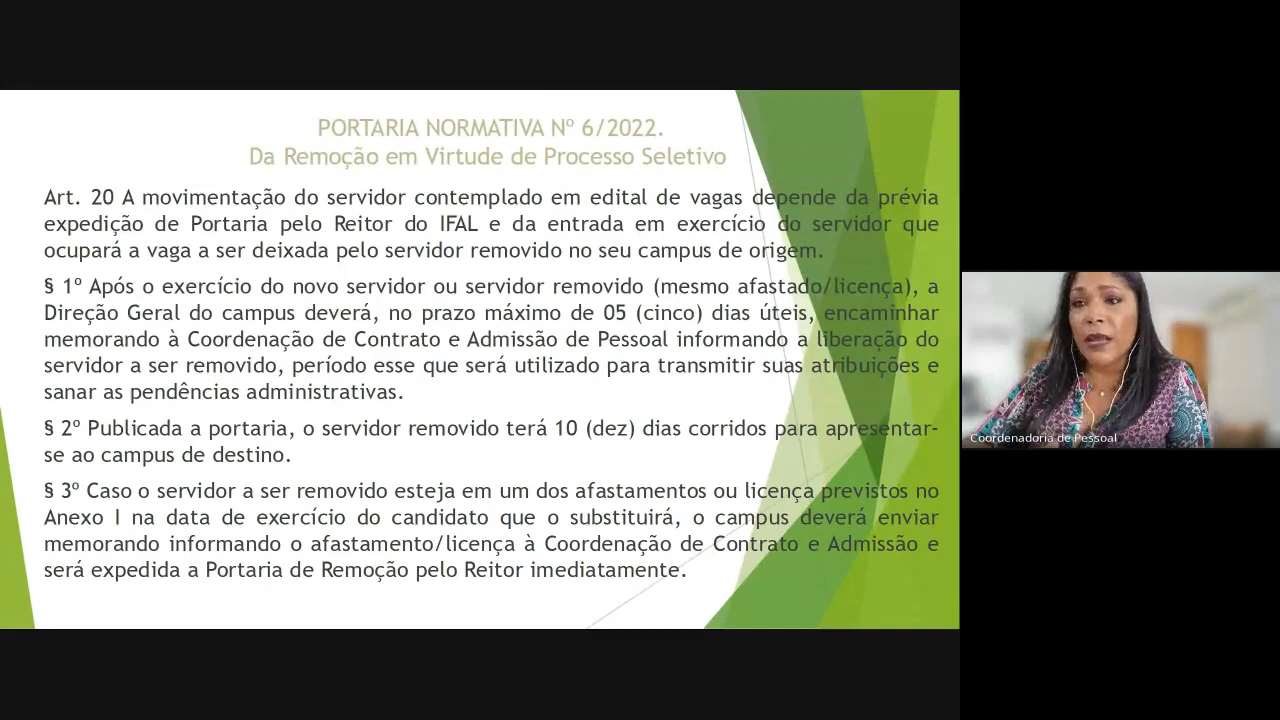 PORTARIA NORMATIVA Nº 6/2022.
Da Remoção em Virtude de Processo Seletivo
Art. 20 A movimentação do servidor contemplado em edital de vagas depende da prévia
expedição de Portaria pelo Reitor do IFAL e da entrada em exercício do servidor que
ocupará a vaga a ser deixada pelo servidor removido no seu campus de origem.
§ 1º Após o exercício do novo servidor ou servidor removido (mesmo afastado/licença), a
Direção Geral do campus deverá, no prazo máximo de 05 (cinco) dias úteis, encaminhar
memorando à Coordenação de Contrato e Admissão de Pessoal informando a liberação do
servidor a ser removido, período esse que será utilizado para transmitir suas atribuições e
sanar as pendências administrativas.
§ 2º Publicada a portaria, o servidor removido terá 10 (dez) dias corridos para apresentar-
se ao campus de destino.
§ 3º Caso o servidor a ser removido esteja em um dos afastamentos ou licença previstos no
Anexo I na data de exercício do candidato que o substituirá, o campus deverá enviar
memorando informando o afastamento/licença à Coordenação de Contrato e Admissão e
será expedida a Portaria de Remoção pelo Reitor imediatamente.
Coordenadoria de Pessoal